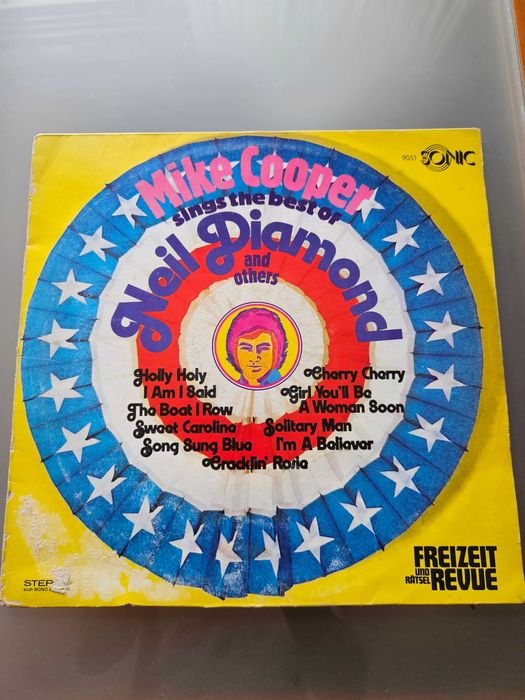 9051 SONIC
Mike Cooper
sings the best of
Neil Diamond
and
others
Holly Holy
I Am I Said
The Boat I Row
Sweet Carolina
Song Sung Blue
Cherry Cherry
Girl You'll Be
A Woman Soon
Solitary Man
I'm A Believer
Cracklin' Rosie
FREIZEIT
UND
RÄTSEL REVUE
MONO